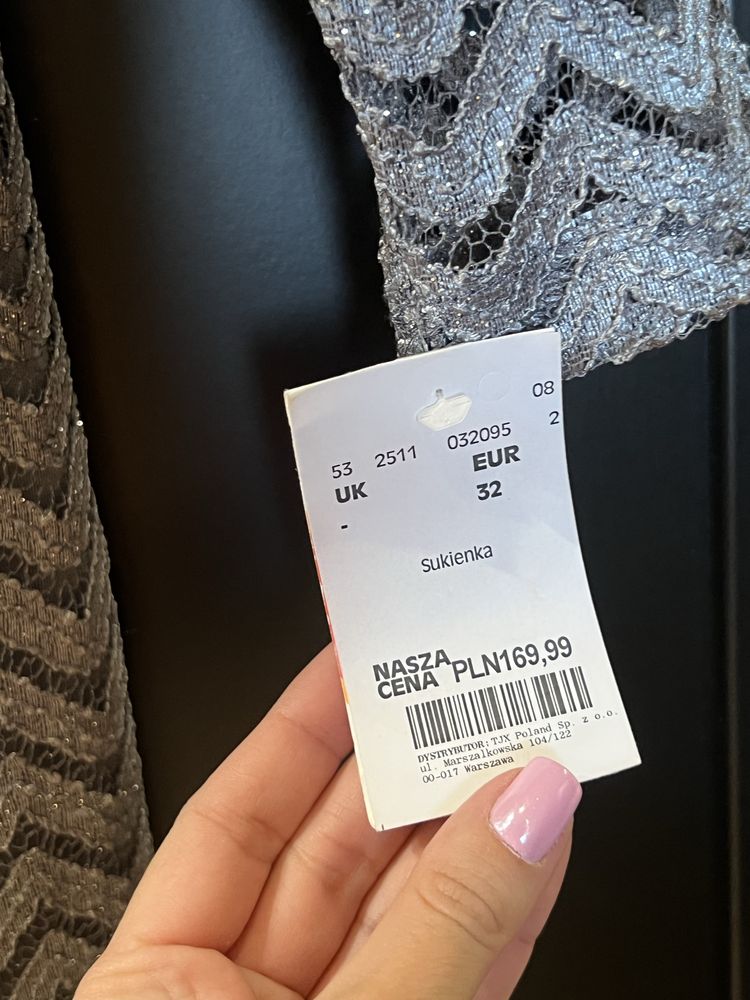 53 2511 032095 08
UK EUR 2
- 32
Sukienka
NASZA CENA PLN169,99
DYSTRYBUTOR: TJX Poland Sp. z o.o.
ul. Marszalkowska 104/122
00-017 Warszawa